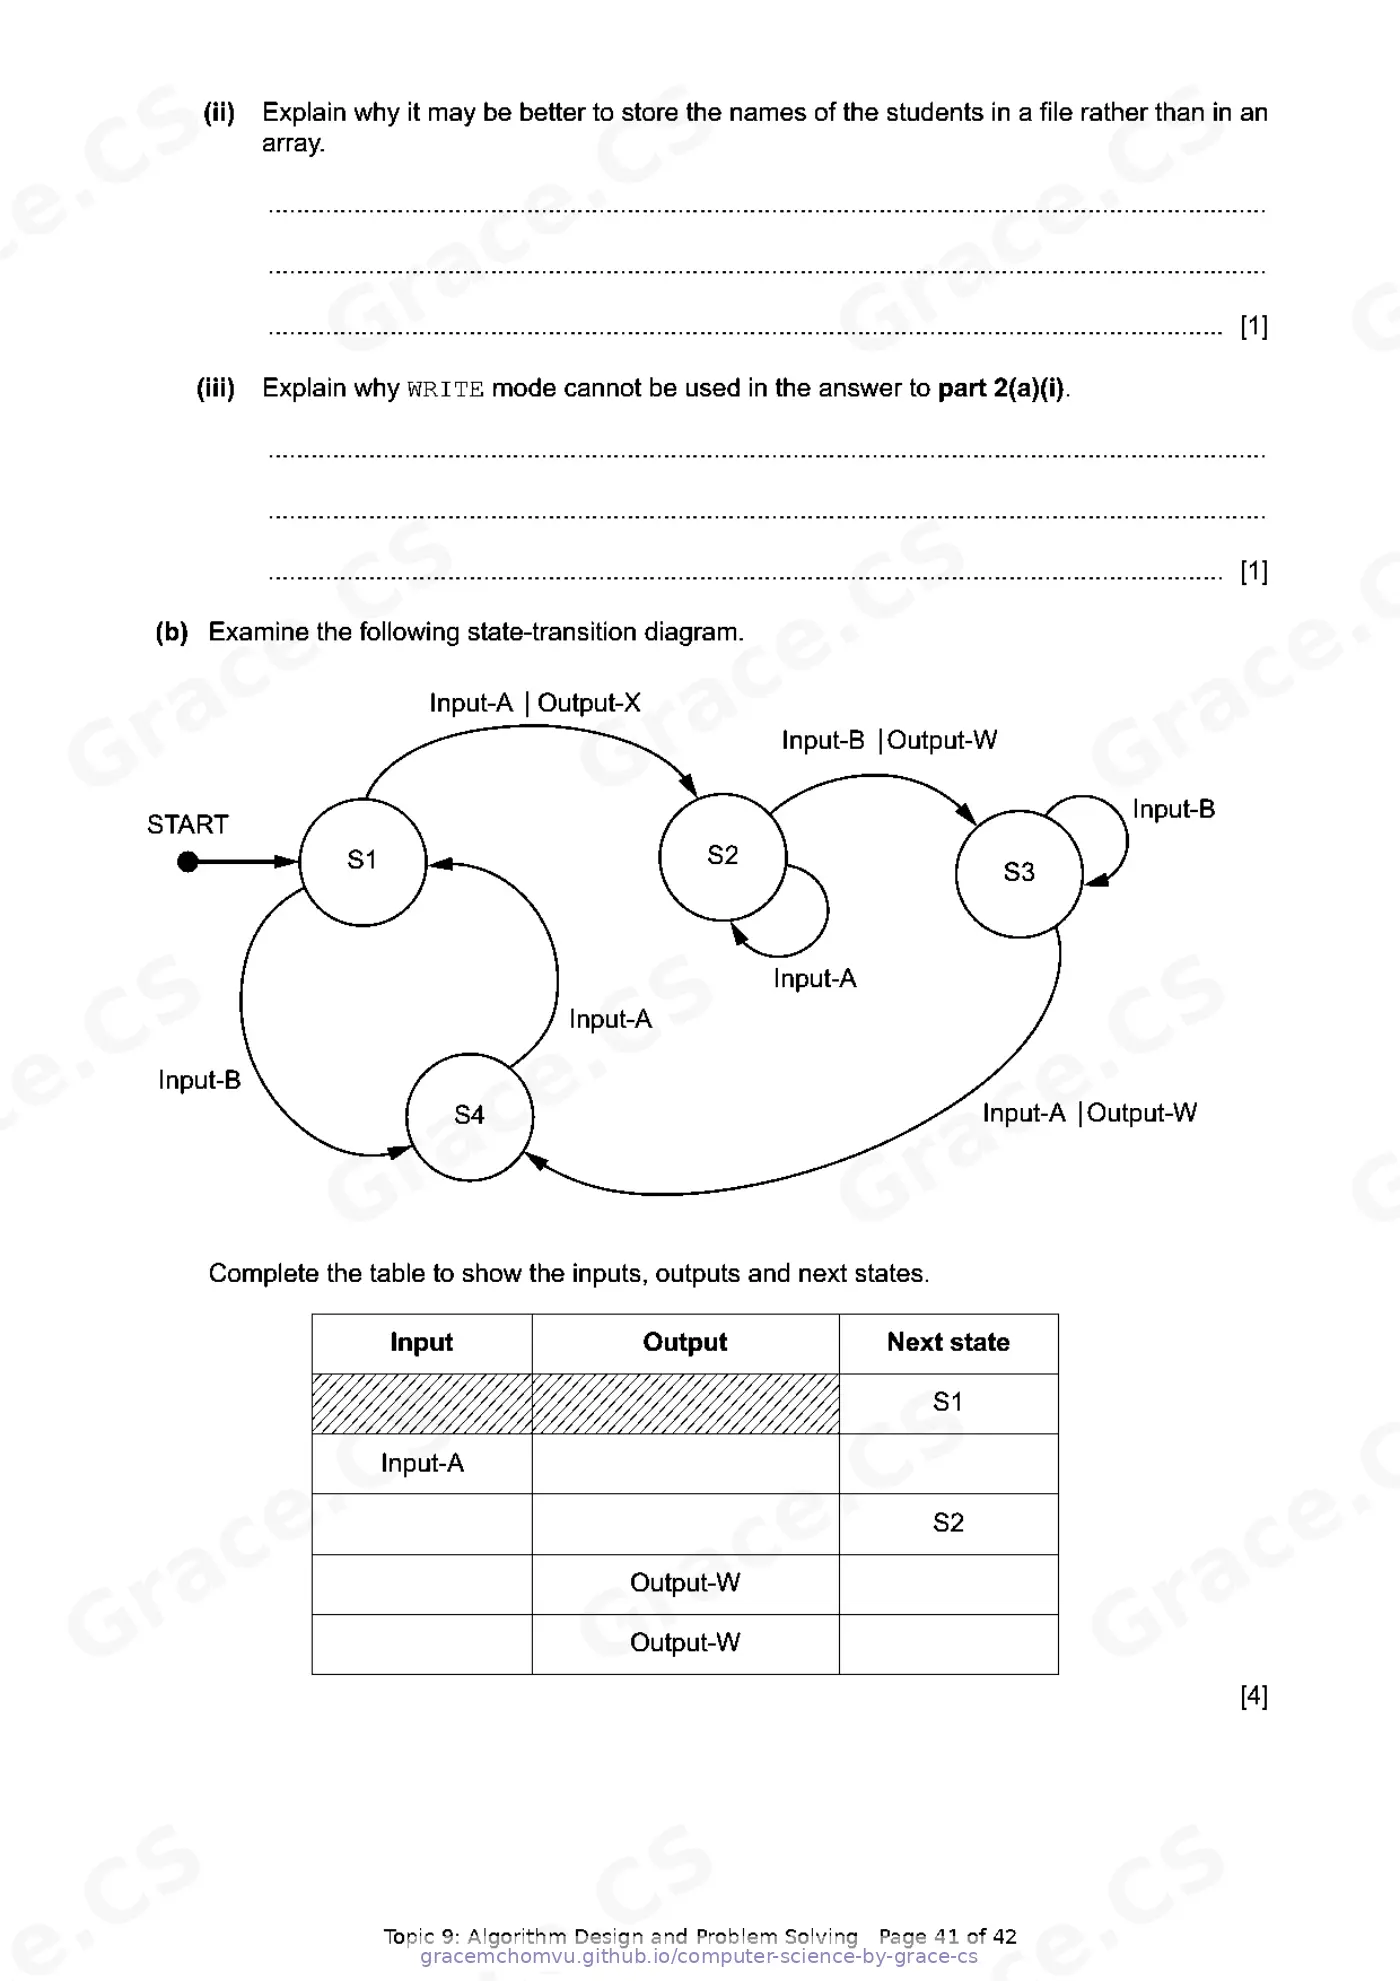 (ii) Explain why it may be better to store the names of the students in a file rather than in an
array.
[1]
(iii) Explain why WRITE mode cannot be used in the answer to part 2(a)(i).
[1]
(b) Examine the following state-transition diagram.
Input-A | Output-X
Input-B | Output-W
START
Input-B
S1
S2
S3
Input-A
Input-A
Input-B
S4
Input-A | Output-W
Complete the table to show the inputs, outputs and next states.
Input Output Next state
S1
Input-A
S2
Output-W
Output-W
[4]
Topic 9: Algorithm Design and Problem Solving Page 41 of 42
gracemchomvu.github.io/computer-science-by-grace-cs
Grace.CS